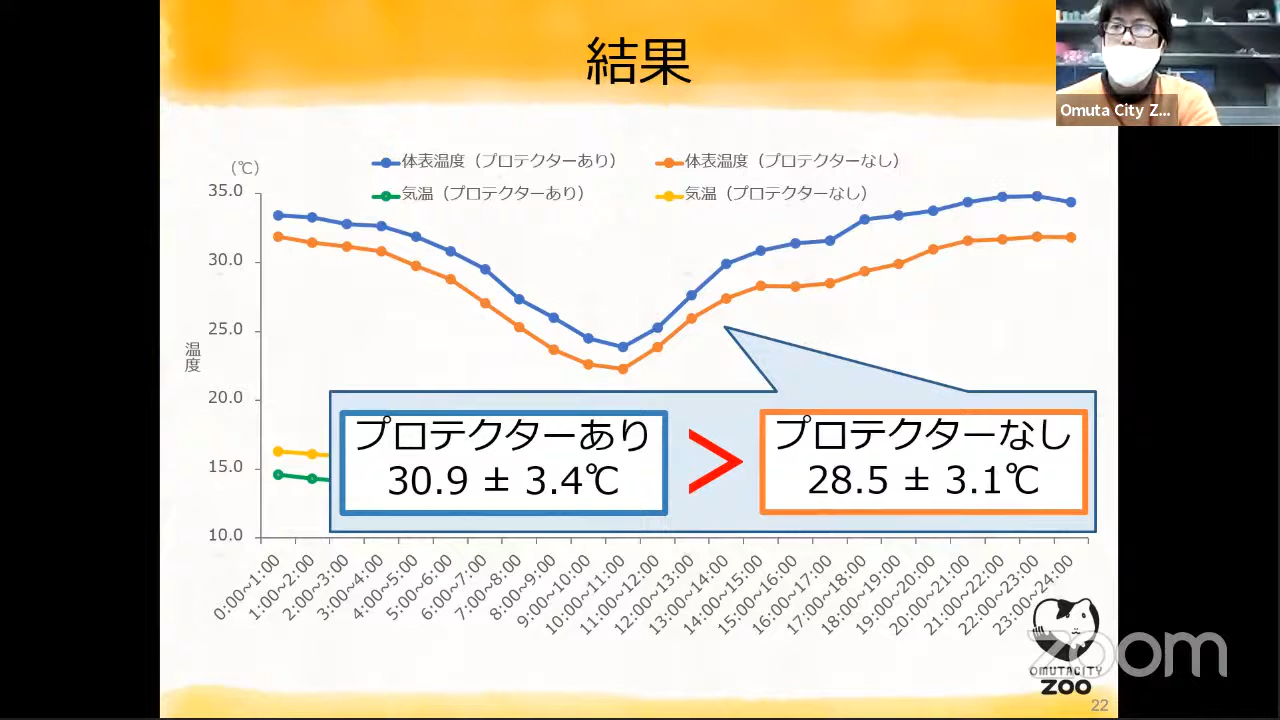 結果
Omuta City Z...
(℃)
体表温度（プロテクターあり）
体表温度（プロテクターなし）
気温（プロテクターあり）
気温（プロテクターなし）
35.0
30.0
25.0
20.0
15.0
10.0
温度
プロテクターあり
30.9 ± 3.4℃
>
プロテクターなし
28.5 ± 3.1℃
0:00~1:00
1:00~2:00
2:00~3:00
3:00~4:00
4:00~5:00
5:00~6:00
6:00~7:00
7:00~8:00
8:00~9:00
9:00~10:00
10:00~11:00
11:00~12:00
12:00~13:00
13:00~14:00
14:00~15:00
15:00~16:00
16:00~17:00
17:00~18:00
18:00~19:00
19:00~20:00
20:00~21:00
21:00~22:00
22:00~23:00
23:00~24:00
zoom
OMUTACITY
ZOO
22